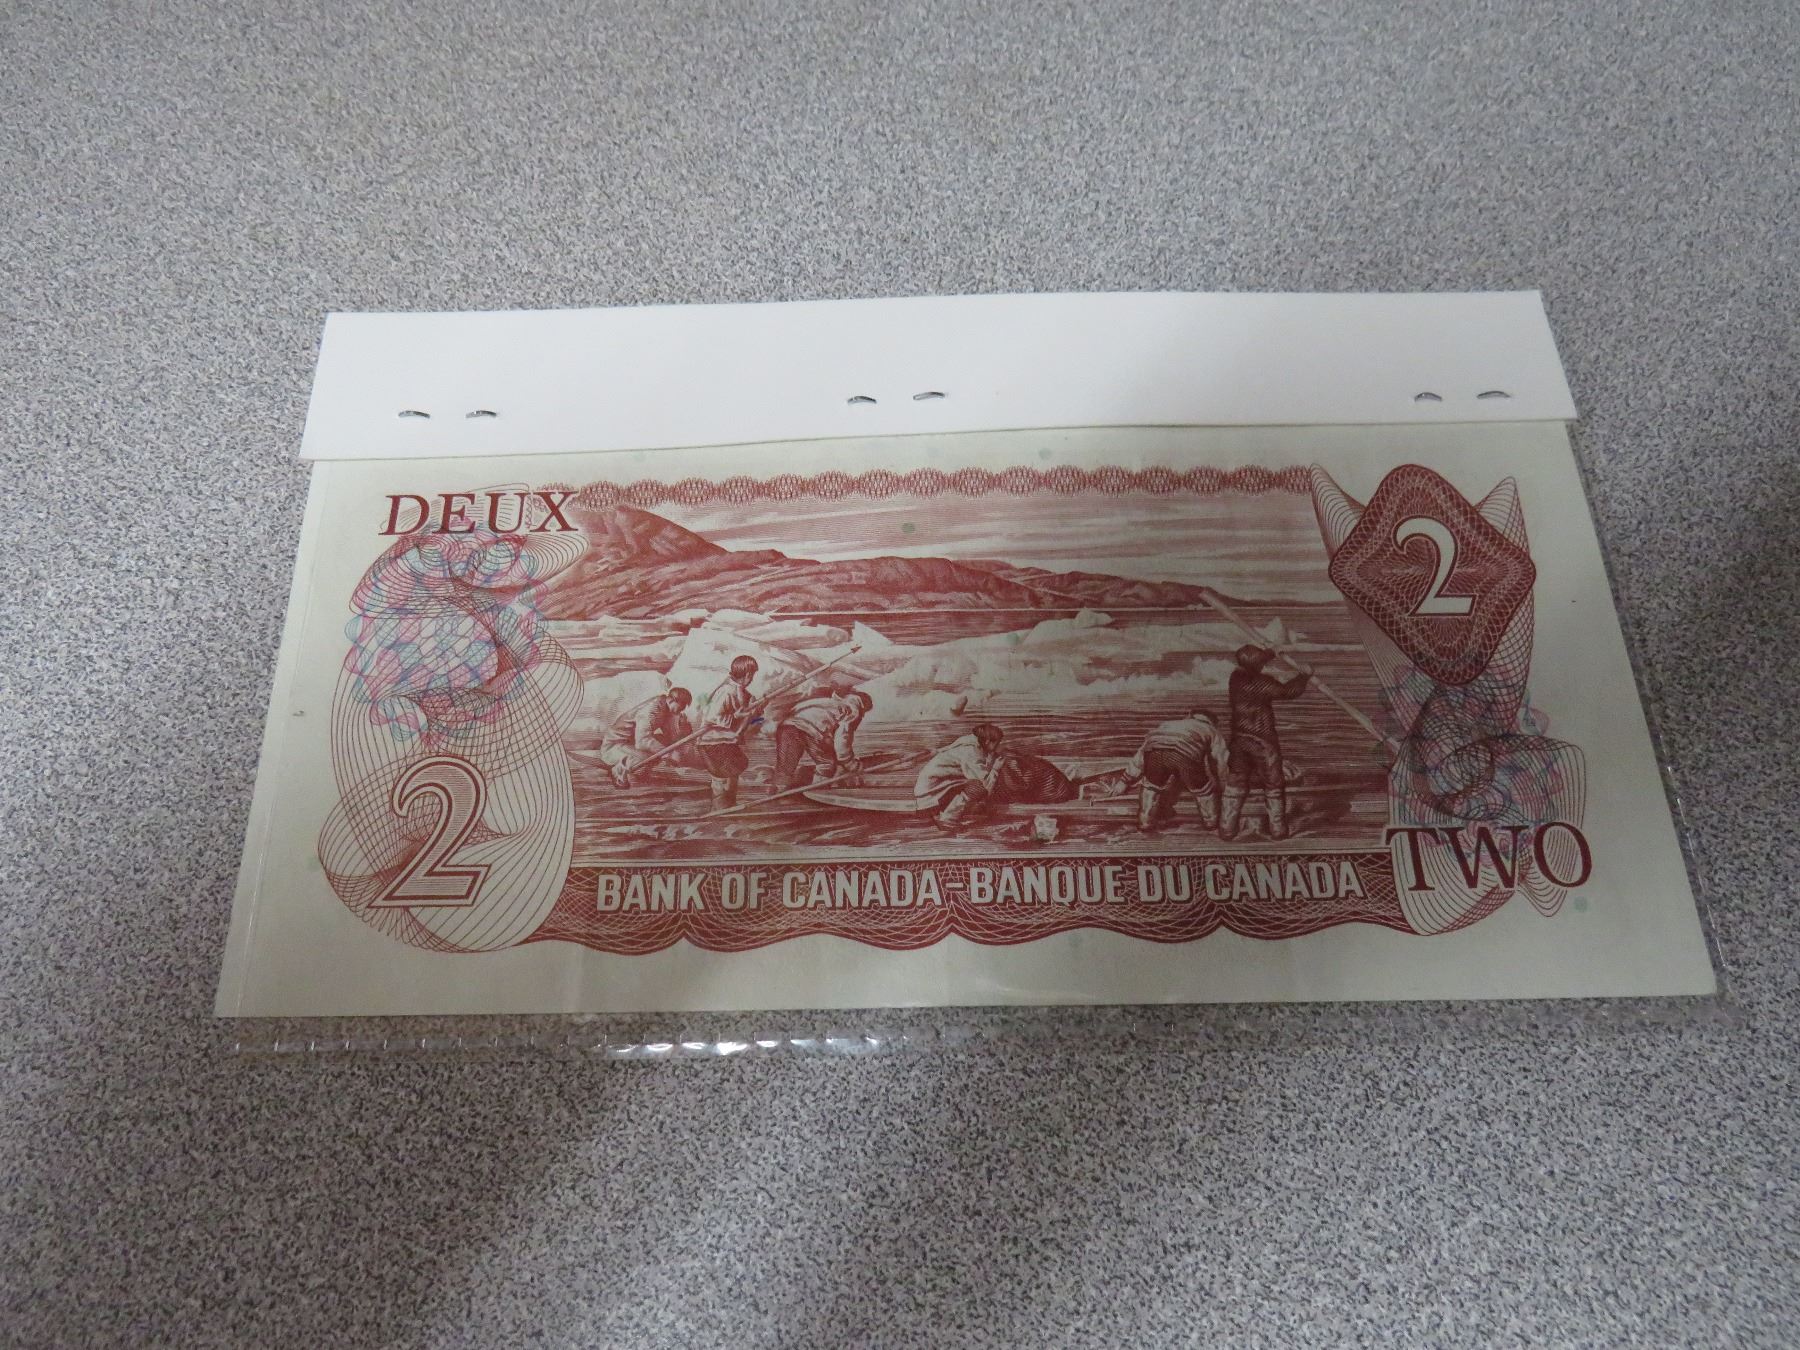 DEUX
2
2
BANK OF CANADA-BANQUE DU CANADA
TWO